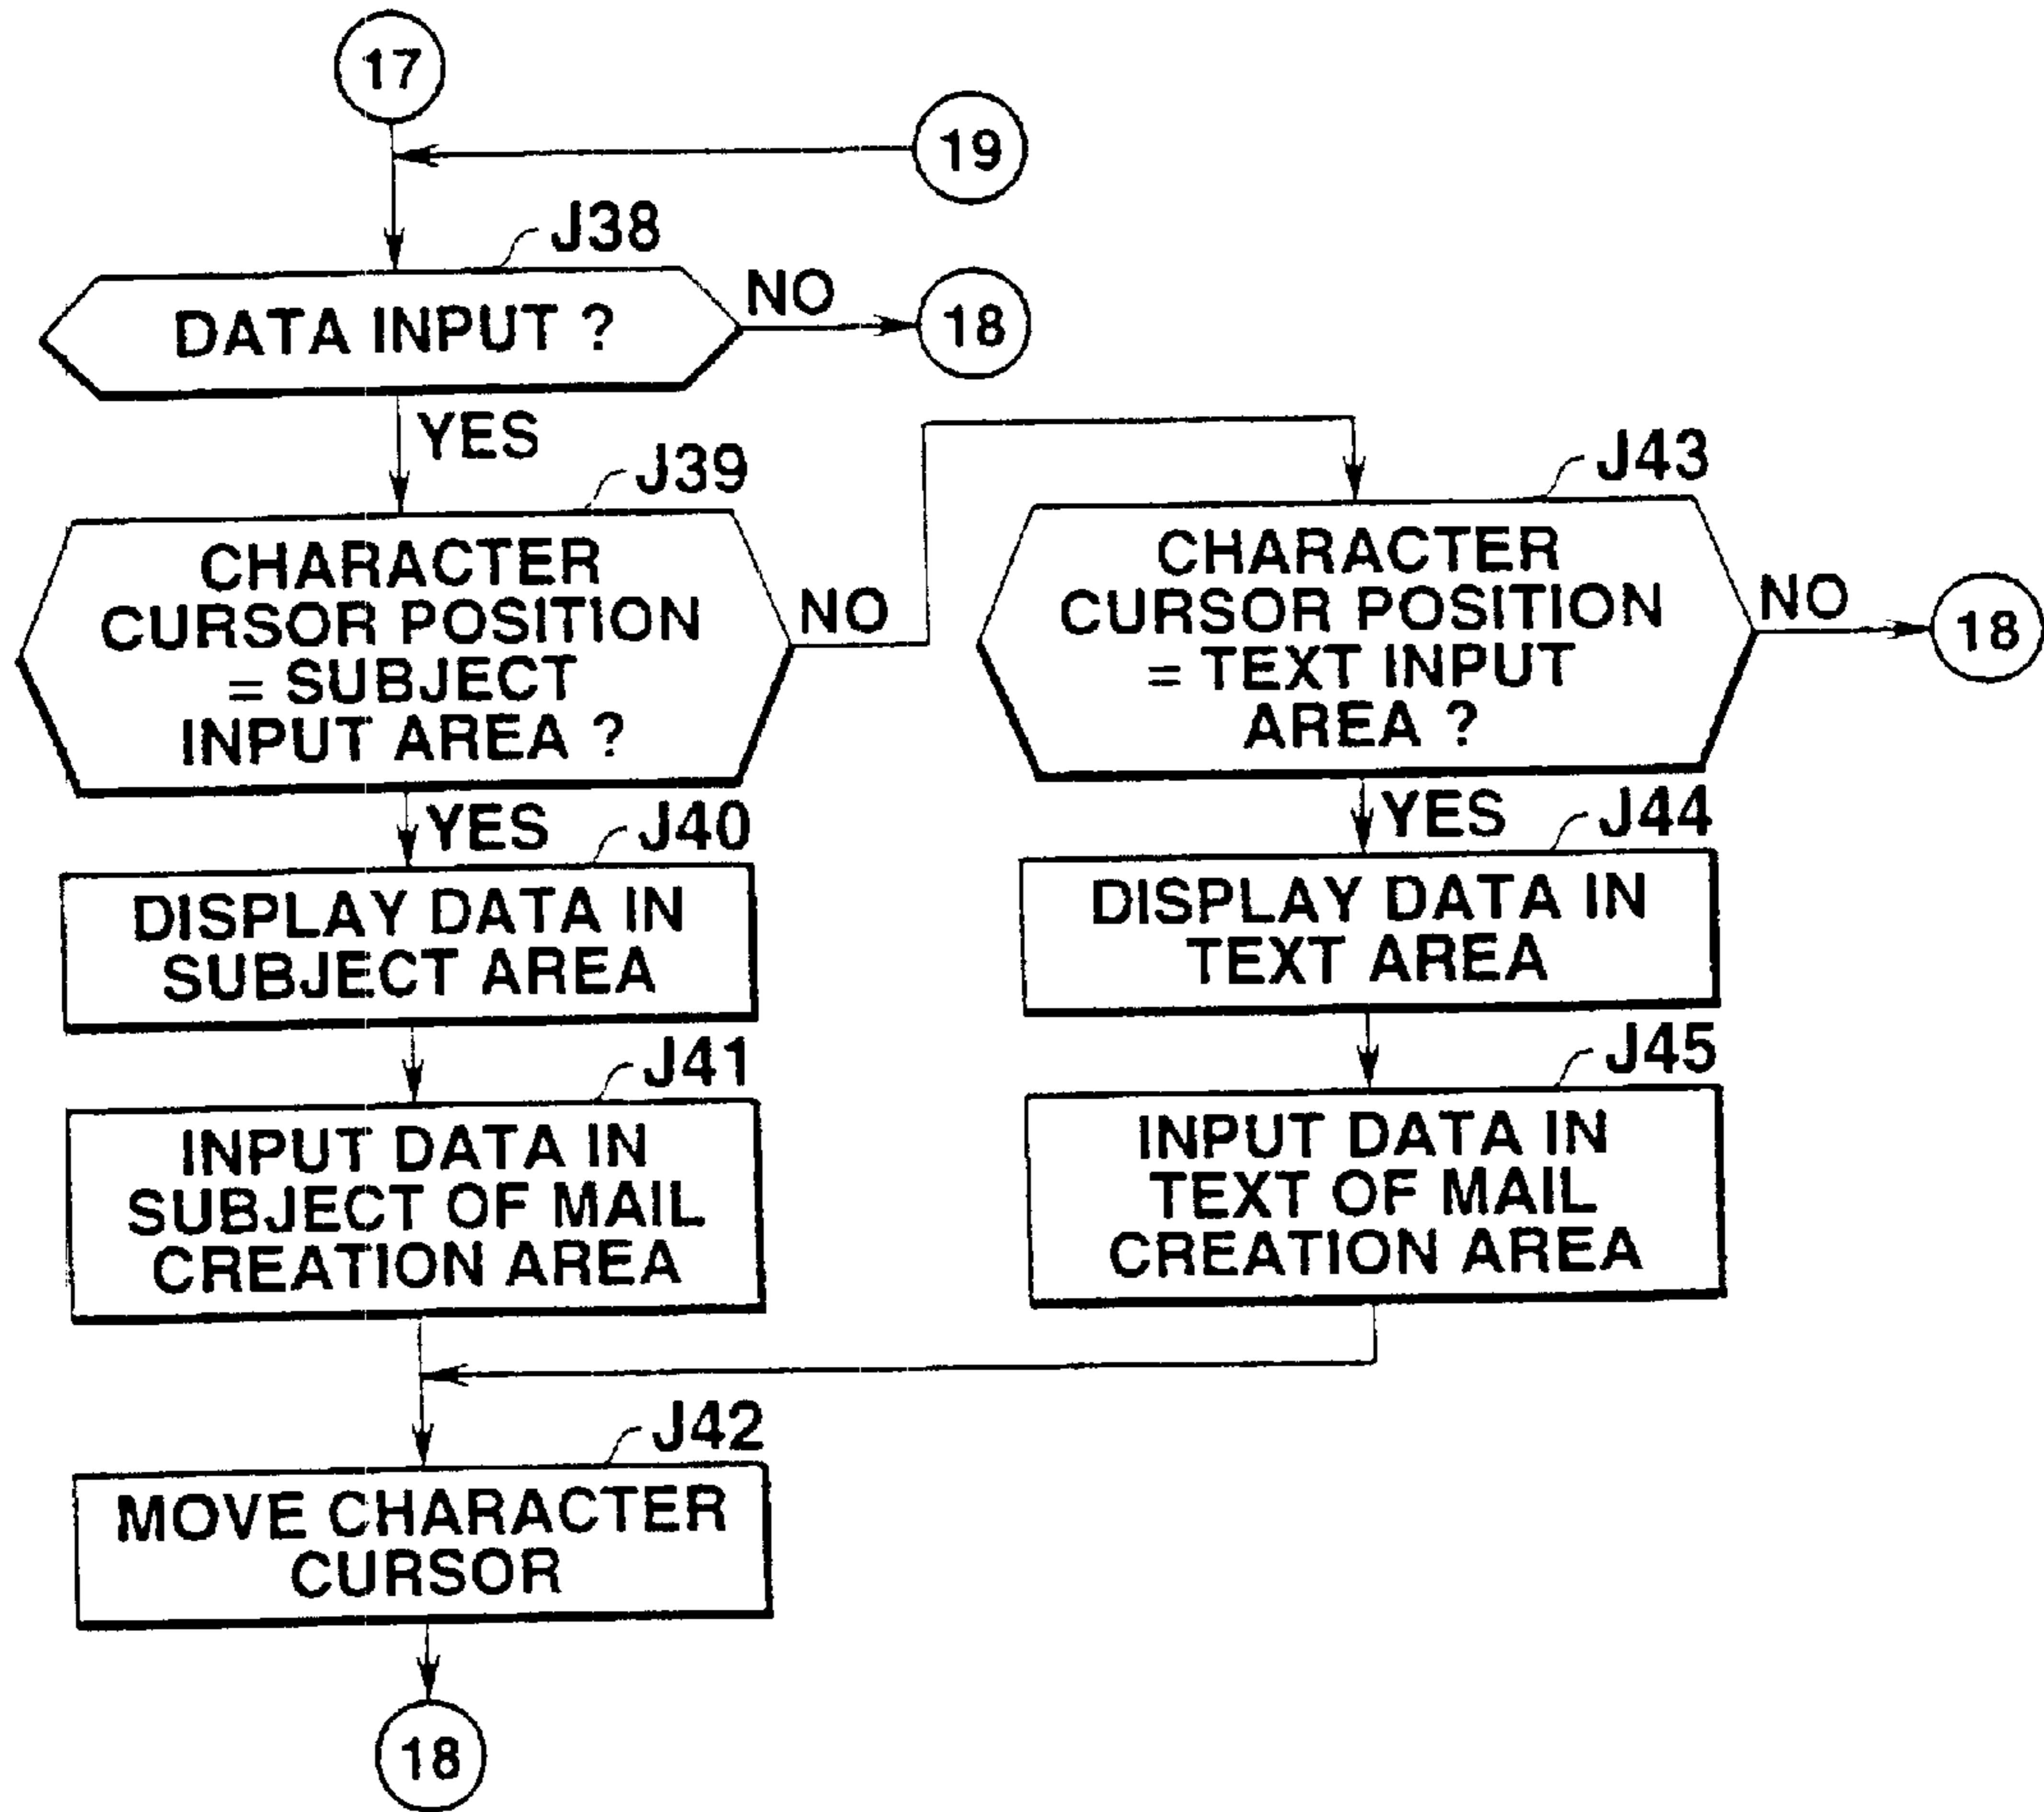 17
19
J38
DATA INPUT ?
NO
18
YES
J39
CHARACTER
CURSOR POSITION
= SUBJECT
INPUT AREA ?
NO
J43
CHARACTER
CURSOR POSITION
= TEXT INPUT
AREA ?
NO
18
YES
J40
DISPLAY DATA IN
SUBJECT AREA
YES
J44
DISPLAY DATA IN
TEXT AREA
J41
INPUT DATA IN
SUBJECT OF MAIL
CREATION AREA
J45
INPUT DATA IN
TEXT OF MAIL
CREATION AREA
J42
MOVE CHARACTER
CURSOR
18